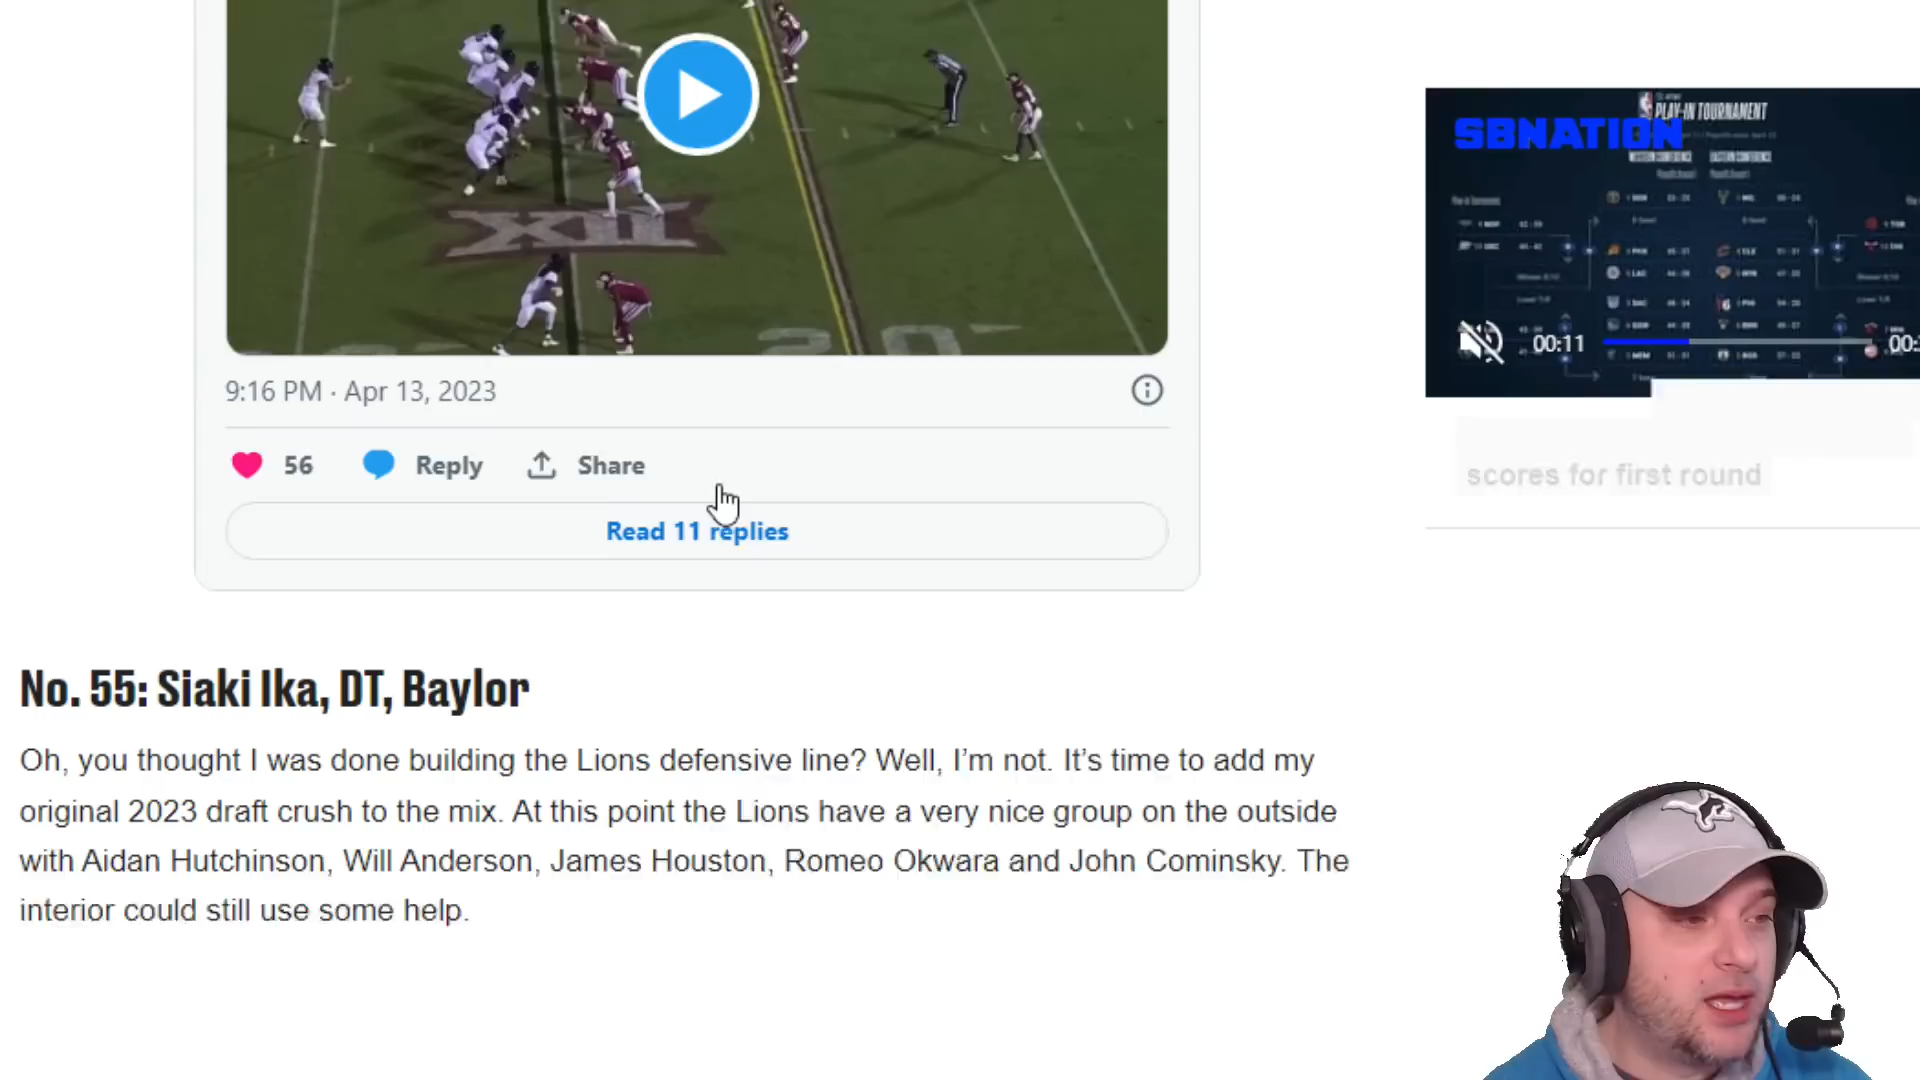 PLAY-IN TOURNAMENT
SBNATION
XII
20
00:11
00:
9:16 PM · Apr 13, 2023
56 Reply Share
scores for first round
Read 11 replies
No. 55: Siaki Ika, DT, Baylor
Oh, you thought I was done building the Lions defensive line? Well, I’m not. It’s time to add my
original 2023 draft crush to the mix. At this point the Lions have a very nice group on the outside
with Aidan Hutchinson, Will Anderson, James Houston, Romeo Okwara and John Cominsky. The
interior could still use some help.